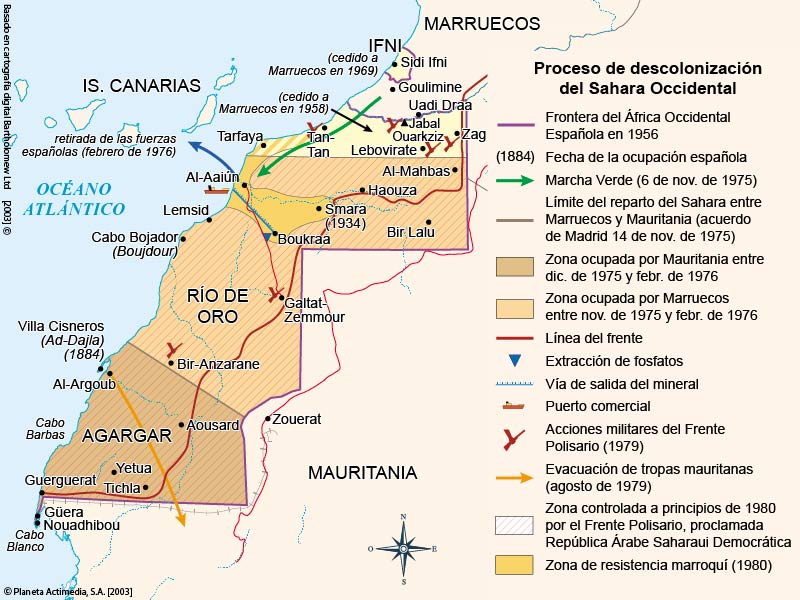 Basado en cartografía digital Bartholomew Ltd [2003] ©
MARRUECOS
IFNI
(cedido a
Marruecos en 1969)
Sidi Ifni
Goulimine
IS. CANARIAS
(cedido a
Marruecos en 1958)
Uadi Draa
Jabal
Ouarkziz
Zag
Tan-
Tan
Lebovirate
retirada de las fuerzas
españolas (febrero de 1976)
Tarfaya
Al-Mahbas
Al-Aaiún
Haouza
OCÉANO
ATLÁNTICO
Lemsid
Smara
(1934)
Bir Lalu
Cabo Bojador
(Boujdour)
Boukraa
RÍO DE
ORO
Galtat-
Zemmour
Villa Cisneros
(Ad-Dajla)
(1884)
Bir-Anzarane
Al-Argoub
Cabo
Barbas
AGARGAR
Aousard
Zouerat
Yetua
Tichla
Guerguerat
MAURITANIA
Güera
Nouadhibou
Cabo
Blanco
N
O
E
S
© Planeta Actimedia, S.A. [2003]
Proceso de descolonización
del Sahara Occidental
Frontera del África Occidental
Española en 1956
(1884) Fecha de la ocupación española
Marcha Verde (6 de nov. de 1975)
Límite del reparto del Sahara entre
Marruecos y Mauritania (acuerdo
de Madrid 14 de nov. de 1975)
Zona ocupada por Mauritania entre
dic. de 1975 y febr. de 1976
Zona ocupada por Marruecos
entre nov. de 1975 y febr. de 1976
Línea del frente
Extracción de fosfatos
Vía de salida del mineral
Puerto comercial
Acciones militares del Frente
Polisario (1979)
Evacuación de tropas mauritanas
(agosto de 1979)
Zona controlada a principios de 1980
por el Frente Polisario, proclamada
República Árabe Saharaui Democrática
Zona de resistencia marroquí (1980)